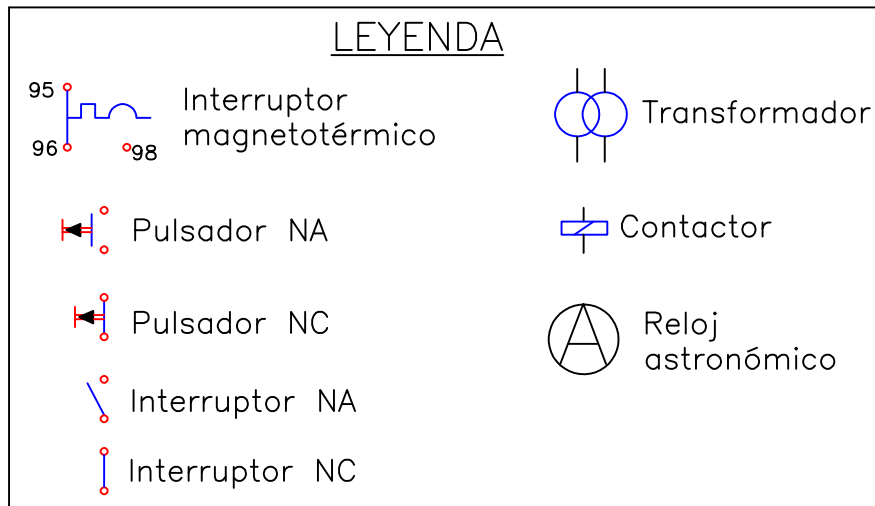 LEYENDA
95
96
98
Interruptor
magnetotérmico
Pulsador NA
Pulsador NC
Interruptor NA
Interruptor NC
Transformador
Contactor
A
Reloj
astronómico